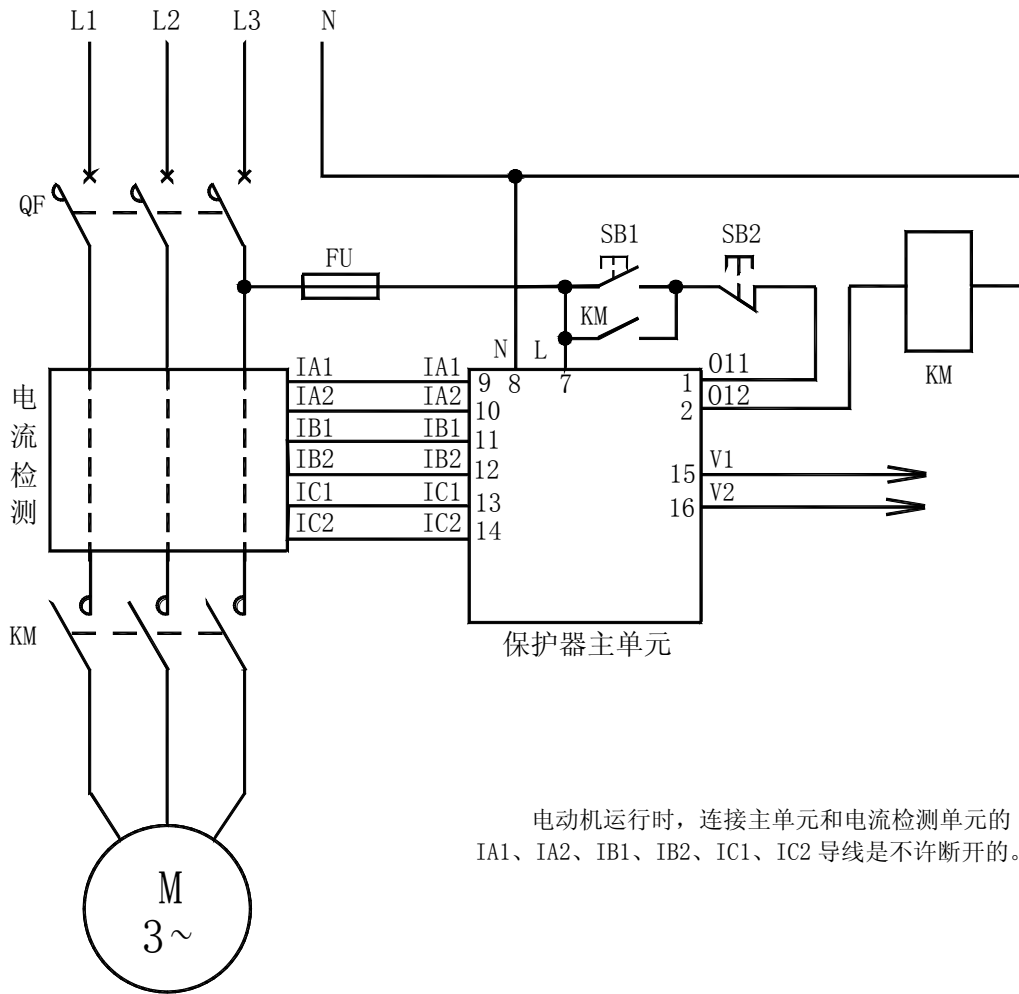 L1 L2 L3 N
QF
SB1 SB2
FU
KM
N L
KM
IA1 IA1 9 8 7 1 O11
IA2 IA2 10 2 O12
IB1 IB1 11
IB2 IB2 12 15 V1
IC1 IC1 13 16 V2
IC2 IC2 14
电
流
检
测
KM
保护器主单元
电动机运行时，连接主单元和电流检测单元的
IA1、IA2、IB1、IB2、IC1、IC2 导线是不许断开的。
M
3~